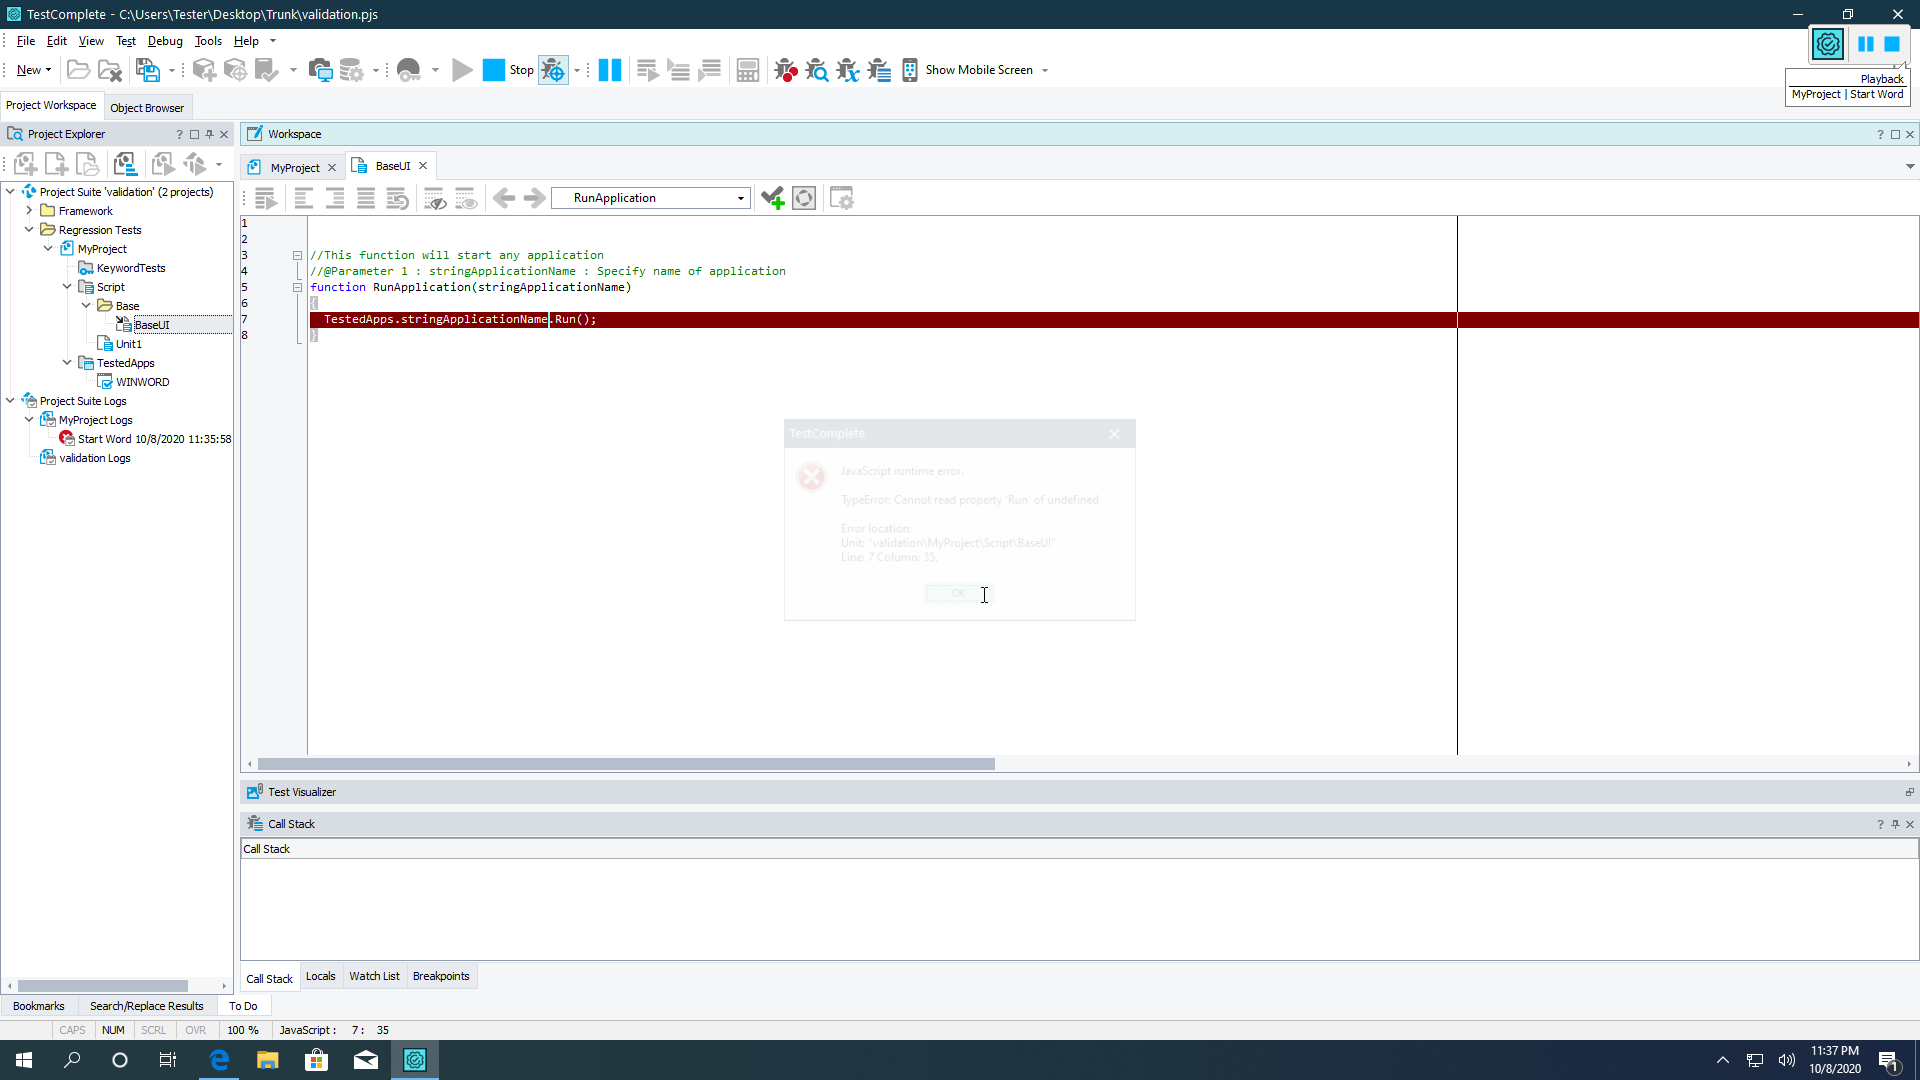 TestComplete - C:\Users\Tester\Desktop\Trunk\validation.pjs
File Edit View Test Debug Tools Help
New Stop Show Mobile Screen
Playback
MyProject | Start Word
Project Workspace Object Browser
Project Explorer
Workspace
MyProject BaseUI
RunApplication
Project Suite 'validation' (2 projects)
Framework
Regression Tests
MyProject
KeywordTests
Script
Base
BaseUI
Unit1
TestedApps
WINWORD
Project Suite Logs
MyProject Logs
Start Word 10/8/2020 11:35:58
validation Logs
1
2
3 //This function will start any application
4 //@Parameter 1 : stringApplicationName : Specify name of application
5 function RunApplication(stringApplicationName)
6 {
7 TestedApps.stringApplicationName.Run();
8 }
TestComplete
JavaScript runtime error.
TypeError: Cannot read property 'Run' of undefined
Error location:
Unit: "validation\MyProject\Script\BaseUI"
Line: 7 Column: 35.
OK
Test Visualizer
Call Stack
Call Stack
Call Stack Locals Watch List Breakpoints
Bookmarks Search/Replace Results To Do
CAPS NUM SCRL OVR 100 % JavaScript : 7: 35
11:37 PM
10/8/2020
1